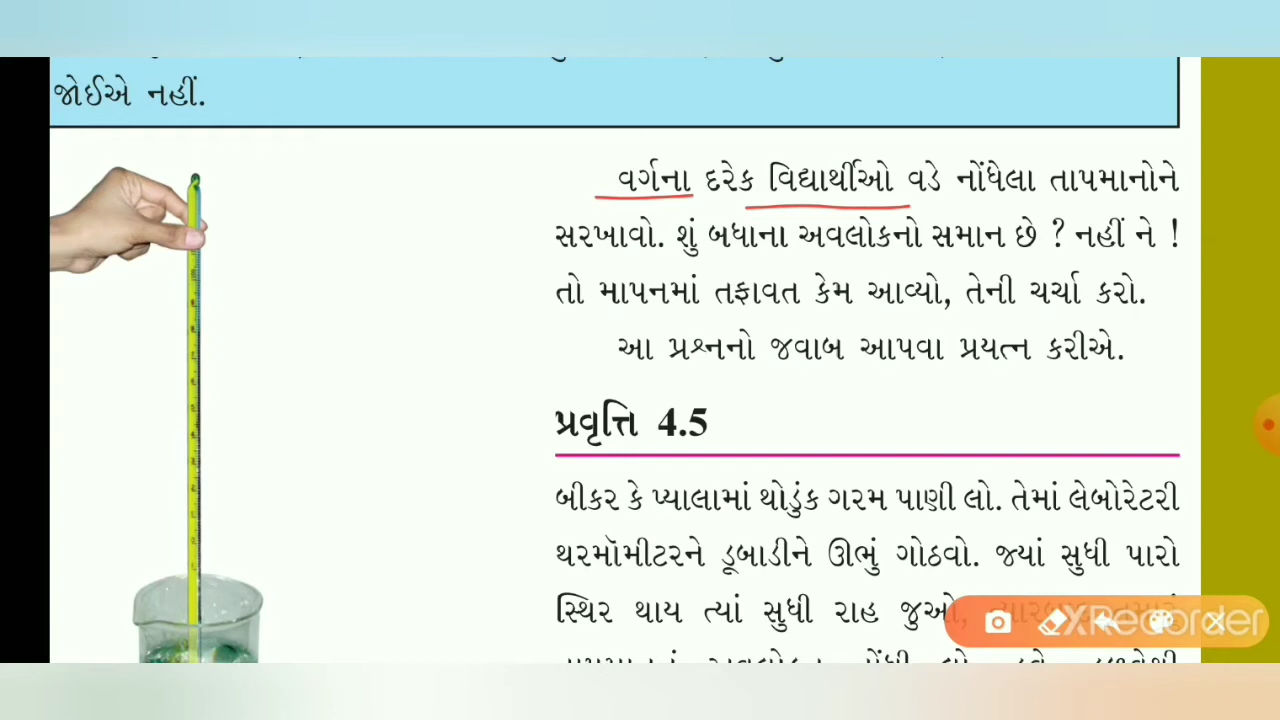 જોઈએ નહીં.
વર્ગના દરેક વિદ્યાર્થીઓ વડે નોંધેલા તાપમાનોને
સરખાવો. શું બધાના અવલોકનો સમાન છે ? નહીં ને !
તો માપનમાં તફાવત કેમ આવ્યો, તેની ચર્ચા કરો.
આ પ્રશ્નનો જવાબ આપવા પ્રયત્ન કરીએ.
પ્રવૃત્તિ 4.5
બીકર કે પ્યાલામાં થોડુંક ગરમ પાણી લો. તેમાં લેબોરેટરી
થરમૉમીટરને ડૂબાડીને ઊભું ગોઠવો. જ્યાં સુધી પારો
સ્થિર થાય ત્યાં સુધી રાહ જુઓ,
XRecorder